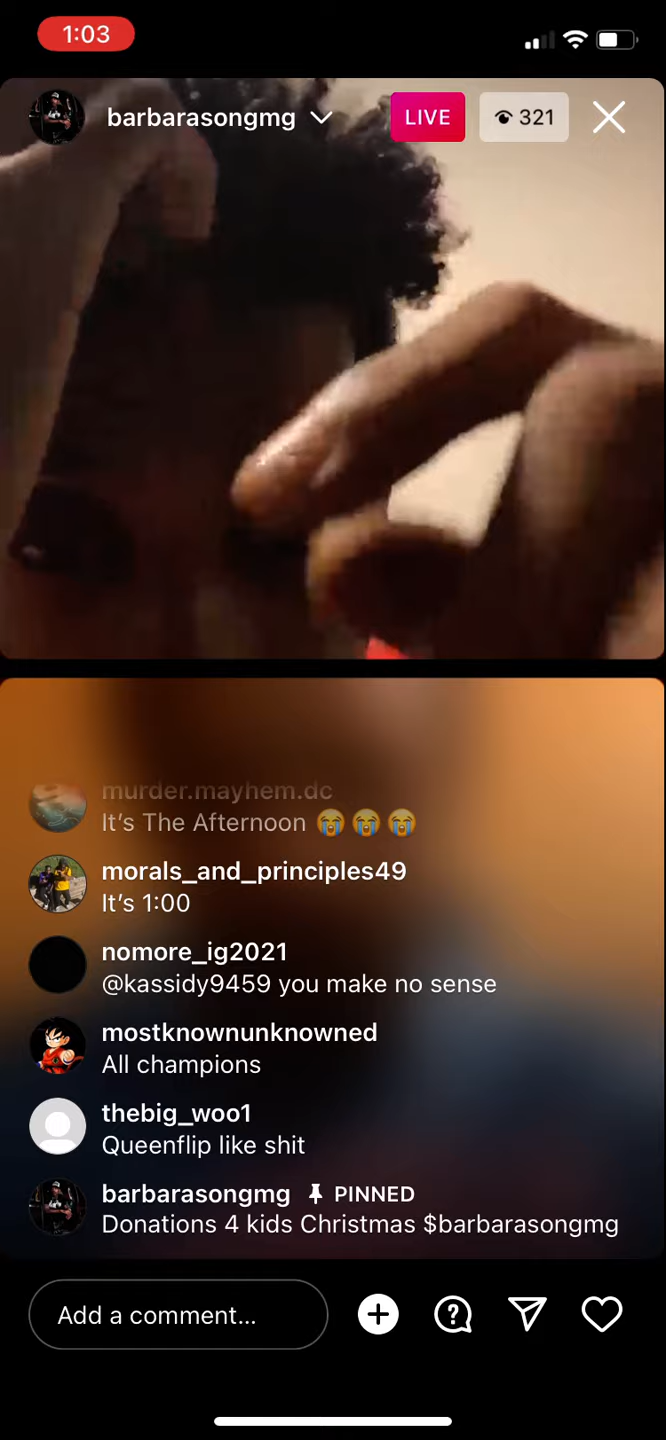 1:03
barbarasongmg
LIVE
321
murder.mayhem.dc
It's The Afternoon 😭😭😭
morals_and_principles49
It's 1:00
nomore_ig2021
@kassidy9459 you make no sense
mostknownunknowned
All champions
thebig_woo1
Queenflip like shit
barbarasongmg PINNED
Donations 4 kids Christmas $barbarasongmg
Add a comment...